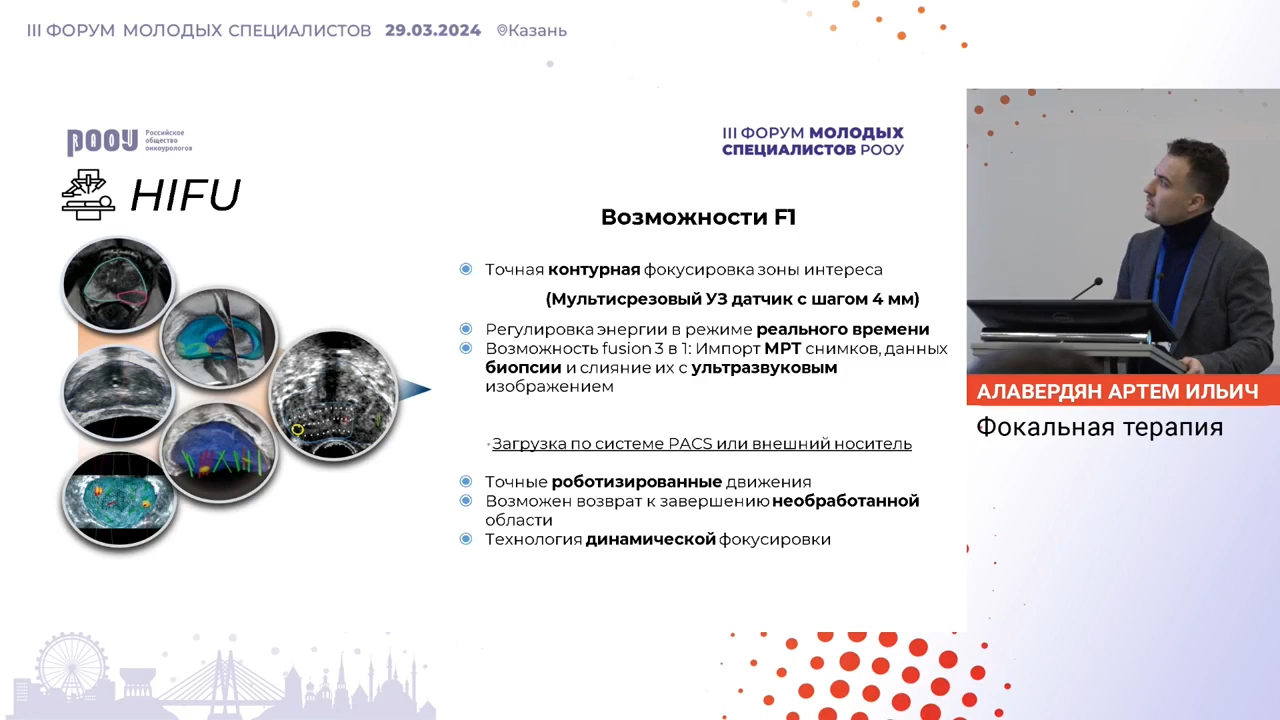 III ФОРУМ МОЛОДЫХ СПЕЦИАЛИСТОВ 29.03.2024 Казань
РООУ
Российское
общество
онкоурологов
III ФОРУМ МОЛОДЫХ
СПЕЦИАЛИСТОВ РООУ
HIFU
Возможности F1
Точная контурная фокусировка зоны интереса
(Мультисрезовый УЗ датчик с шагом 4 мм)
Регулировка энергии в режиме реального времени
Возможность fusion 3 в 1: Импорт МРТ снимков, данных
биопсии и слияние их с ультразвуковым
изображением
Загрузка по системе PACS или внешний носитель
Точные роботизированные движения
Возможен возврат к завершению необработанной
области
Технология динамической фокусировки
АЛАВЕРДЯН АРТЕМ ИЛЬИЧ
Фокальная терапия